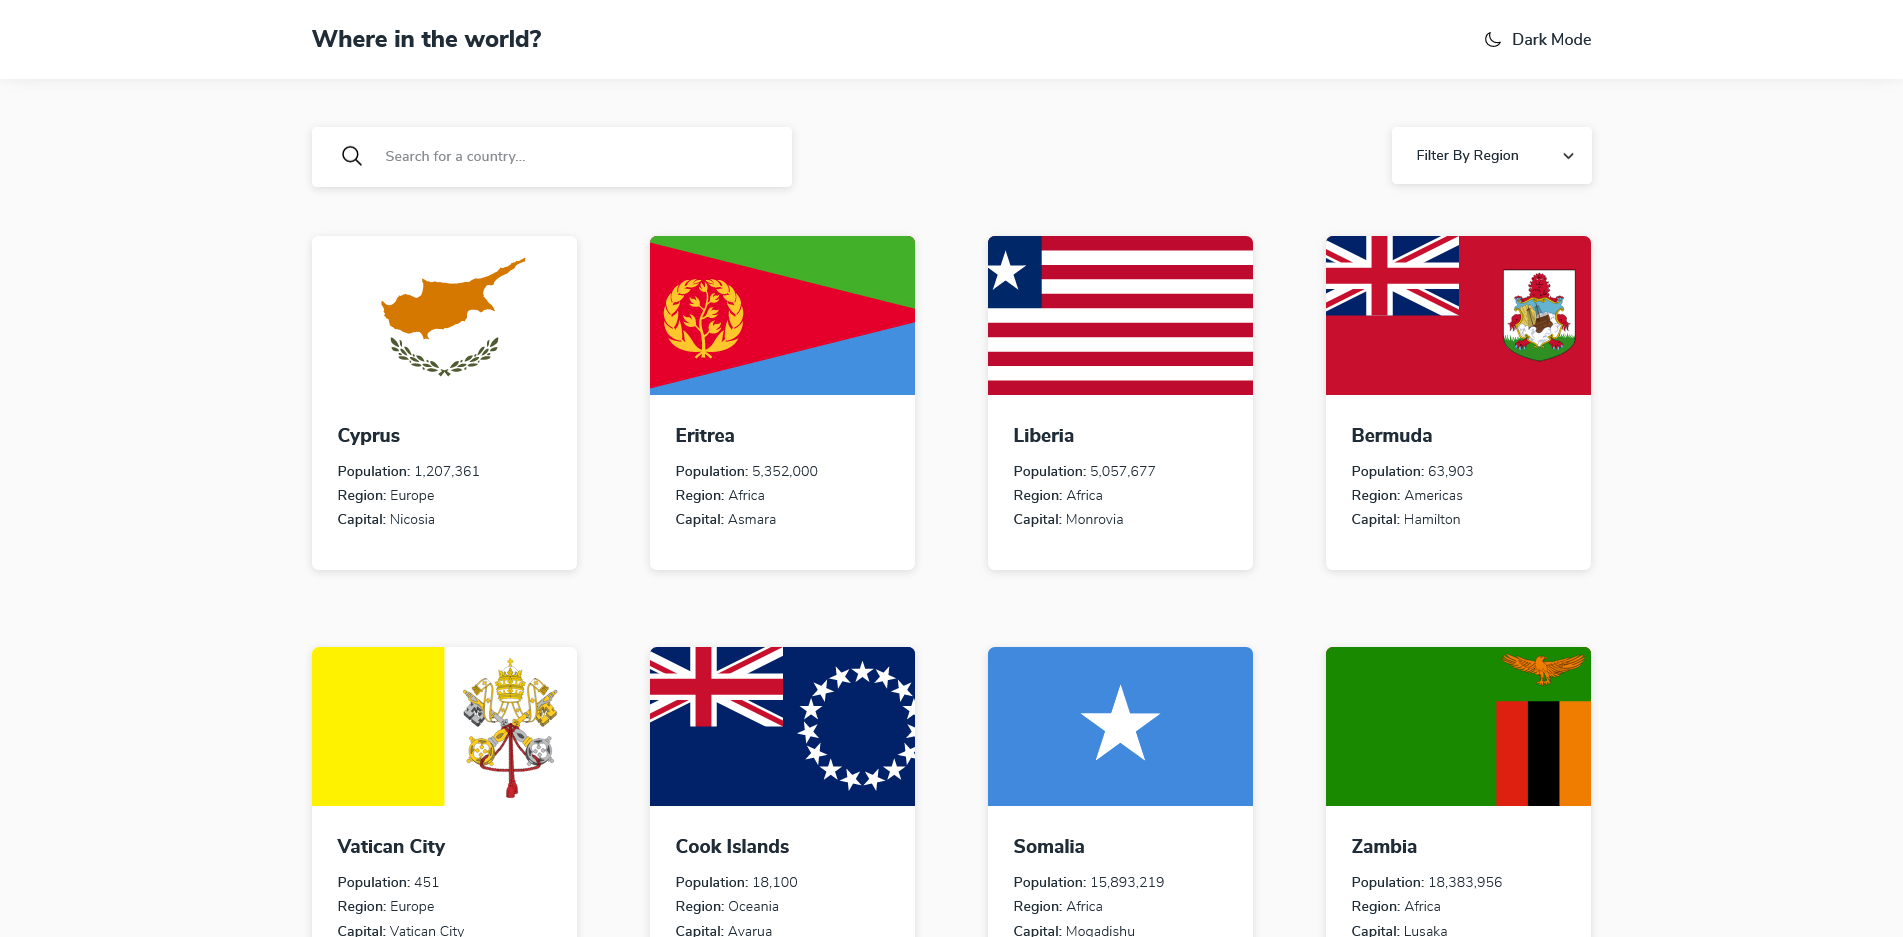 Where in the world?
Dark Mode
Search for a country...
Filter By Region
Cyprus
Population: 1,207,361
Region: Europe
Capital: Nicosia
Eritrea
Population: 5,352,000
Region: Africa
Capital: Asmara
Liberia
Population: 5,057,677
Region: Africa
Capital: Monrovia
Bermuda
Population: 63,903
Region: Americas
Capital: Hamilton
Vatican City
Population: 451
Region: Europe
Capital: Vatican City
Cook Islands
Population: 18,100
Region: Oceania
Capital: Avarua
Somalia
Population: 15,893,219
Region: Africa
Capital: Mogadishu
Zambia
Population: 18,383,956
Region: Africa
Capital: Lusaka